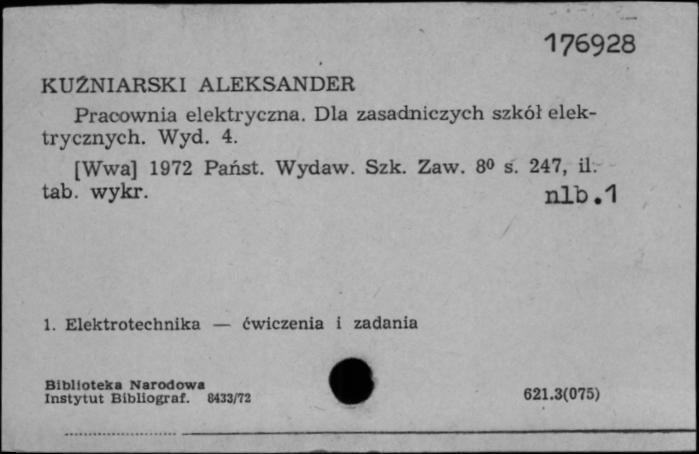 176928
KUŹNIARSKI ALEKSANDER
Pracownia elektryczna. Dla zasadniczych szkół elek-
trycznych. Wyd. 4.
[Wwa] 1972 Państ. Wydaw. Szk. Zaw. 8⁰ s. 247, il.
tab. wykr. nlb.1
1. Elektrotechnika — ćwiczenia i zadania
Biblioteka Narodowa
Instytut Bibliograf. 8433/72 621.3(075)